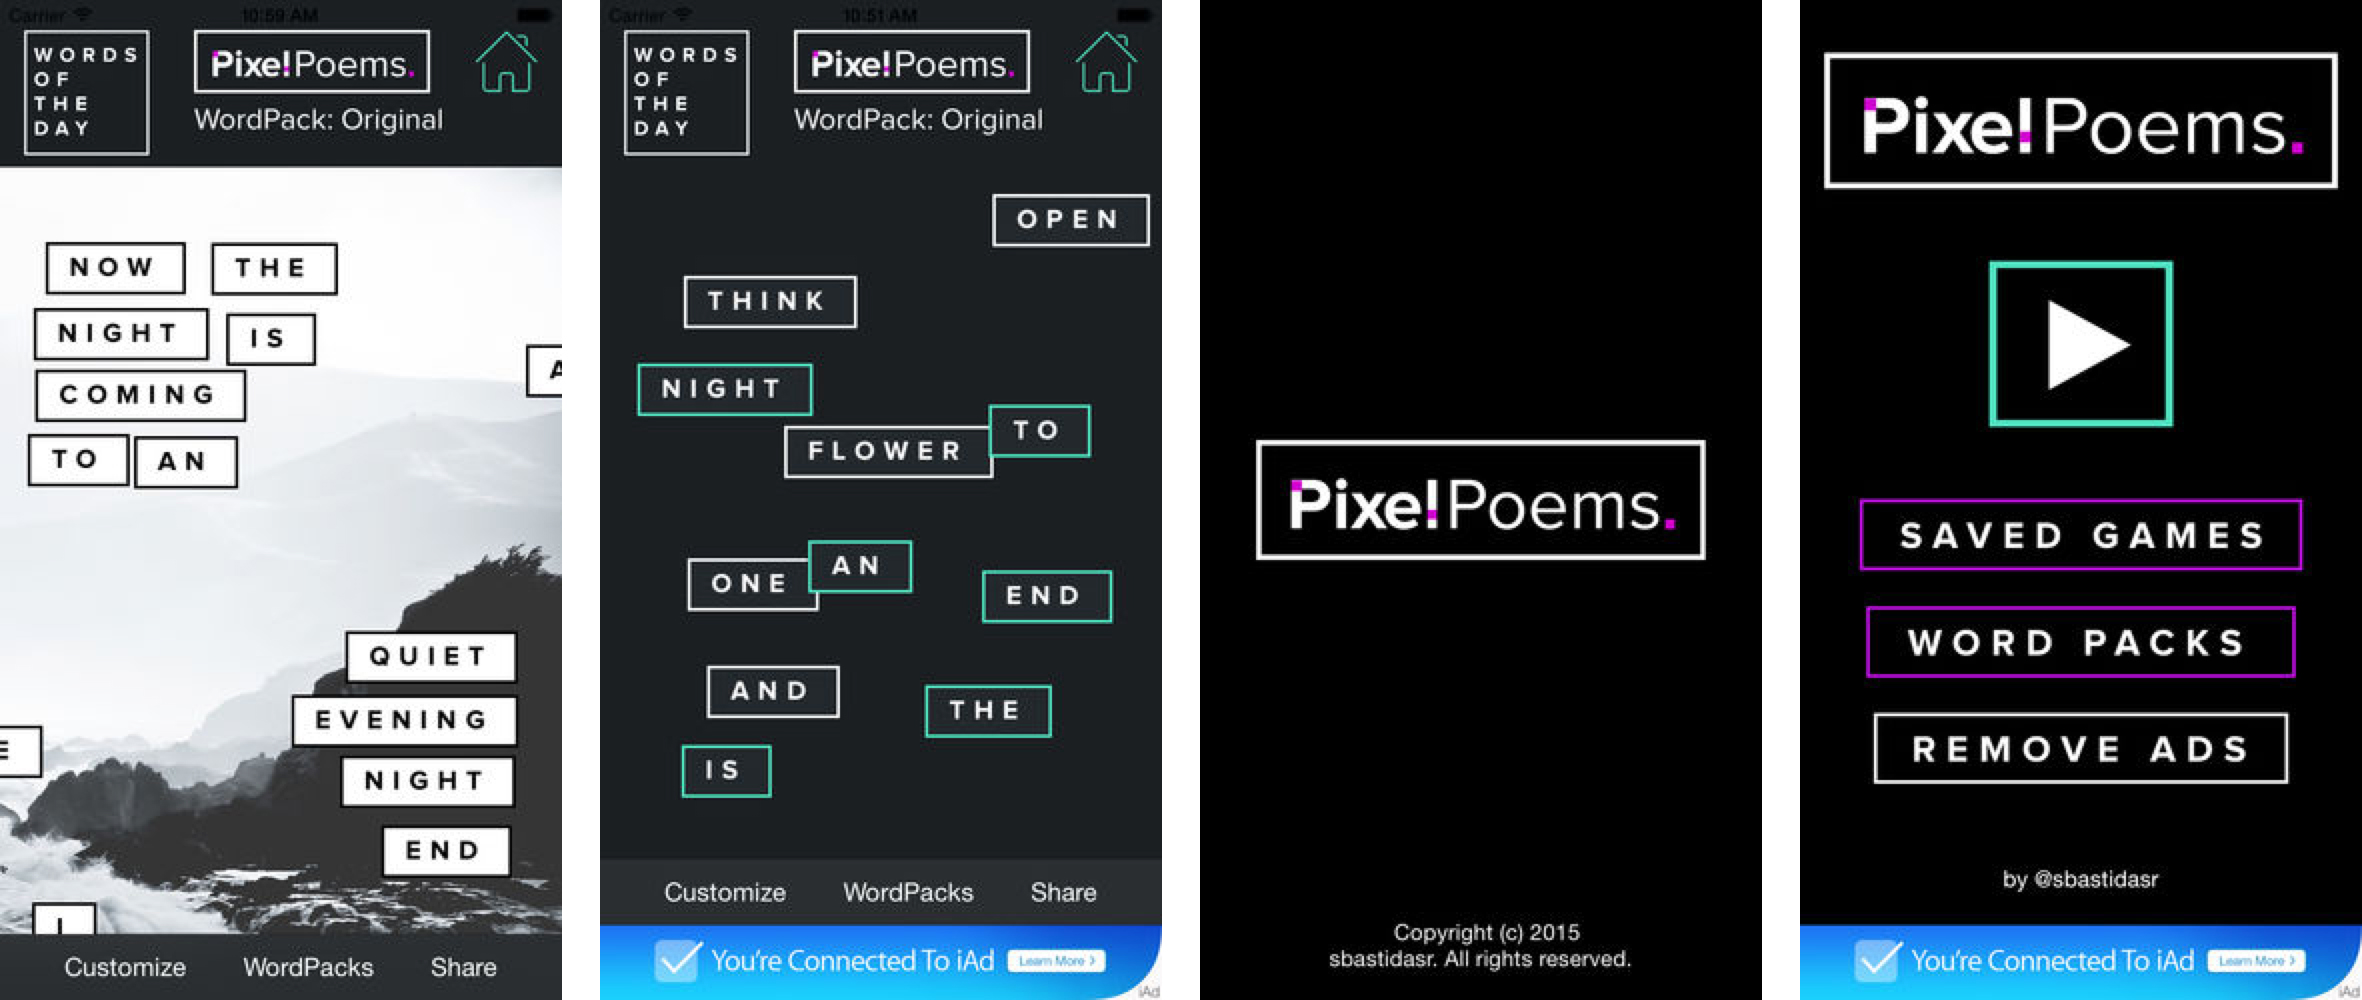 Carrier 10:59 AM
WORDS
OF
THE
DAY
Pixe!Poems.
WordPack: Original
NOW THE
NIGHT IS
COMING
TO AN
A
QUIET
EVENING
E
NIGHT
END
Customize WordPacks Share
Carrier 10:51 AM
WORDS
OF
THE
DAY
Pixe!Poems.
WordPack: Original
OPEN
THINK
NIGHT
TO
FLOWER
AN
ONE
END
AND
THE
IS
Customize WordPacks Share
You're Connected To iAd Learn More >
iAd
Pixe!Poems.
Copyright (c) 2015
sbastidasr. All rights reserved.
Pixe!Poems.
SAVED GAMES
WORD PACKS
REMOVE ADS
by @sbastidasr
You're Connected To iAd Learn More >
iAd